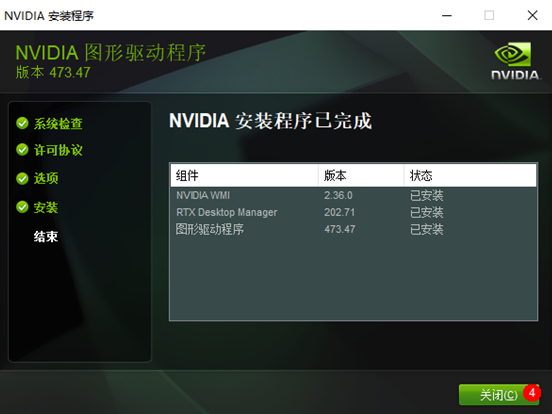 NVIDIA 安装程序
NVIDIA 图形驱动程序
版本 473.47
NVIDIA.
系统检查
许可协议
选项
安装
结束
NVIDIA 安装程序已完成
组件 版本 状态
NVIDIA WMI 2.36.0 已安装
RTX Desktop Manager 202.71 已安装
图形驱动程序 473.47 已安装
关闭(C) 4